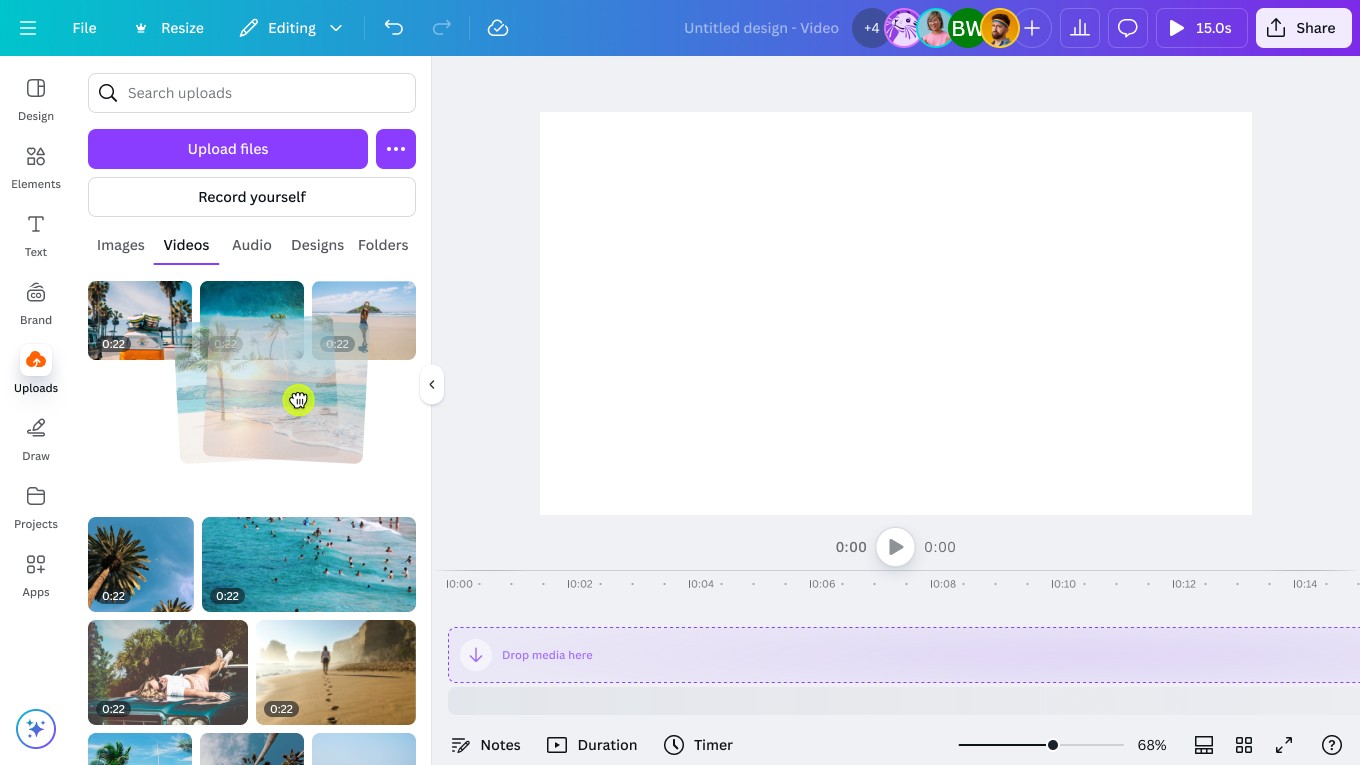 File
Resize
Editing
Untitled design - Video
+4
BW
15.0s
Share
Design
Elements
Text
Brand
CO
Uploads
Draw
Projects
Apps
Search uploads
Upload files
Record yourself
Images
Videos
Audio
Designs
Folders
0:22
0:22
0:22
0:22
0:22
0:22
0:22
0:00
0:00
0:00
0:02
0:04
0:06
0:08
0:10
0:12
0:14
Drop media here
Notes
Duration
Timer
68%